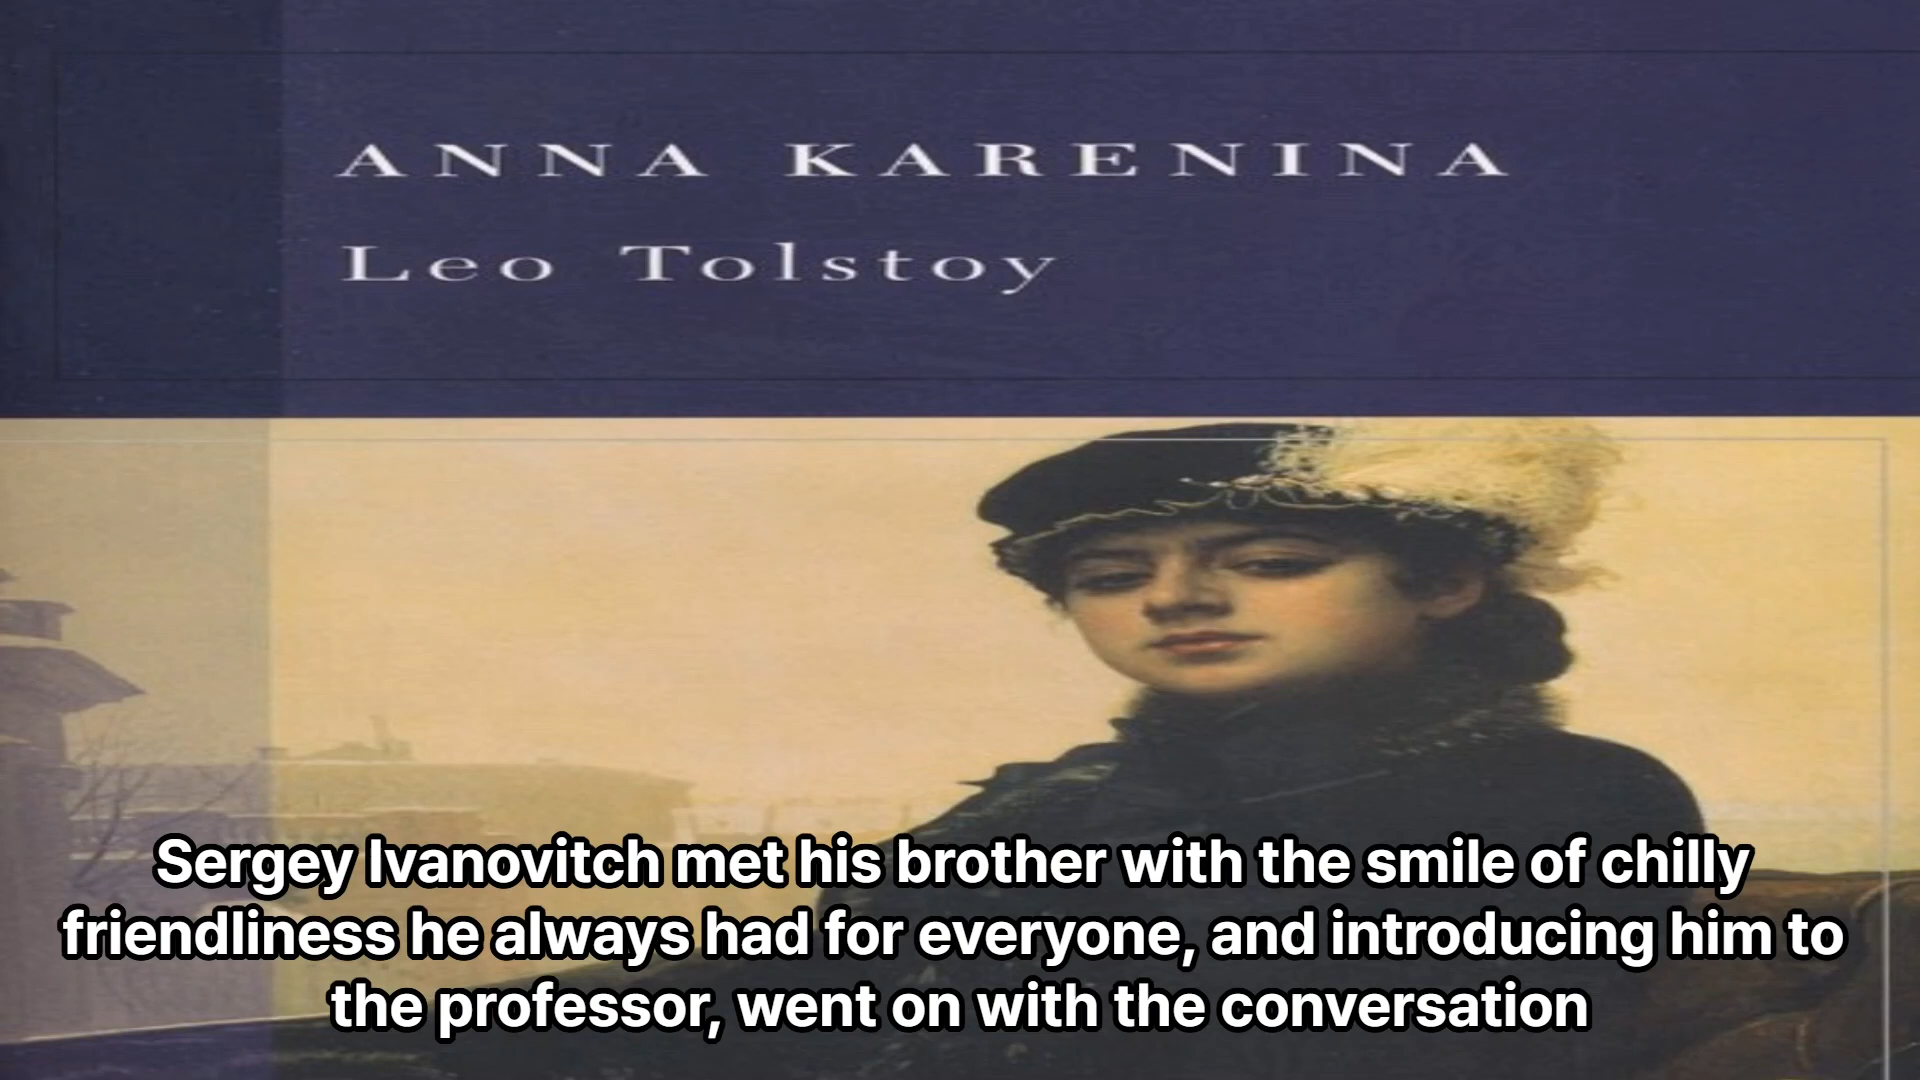 ANNA KARENINA
Leo Tolstoy
Sergey Ivanovitch met his brother with the smile of chilly
friendliness he always had for everyone, and introducing him to
the professor, went on with the conversation